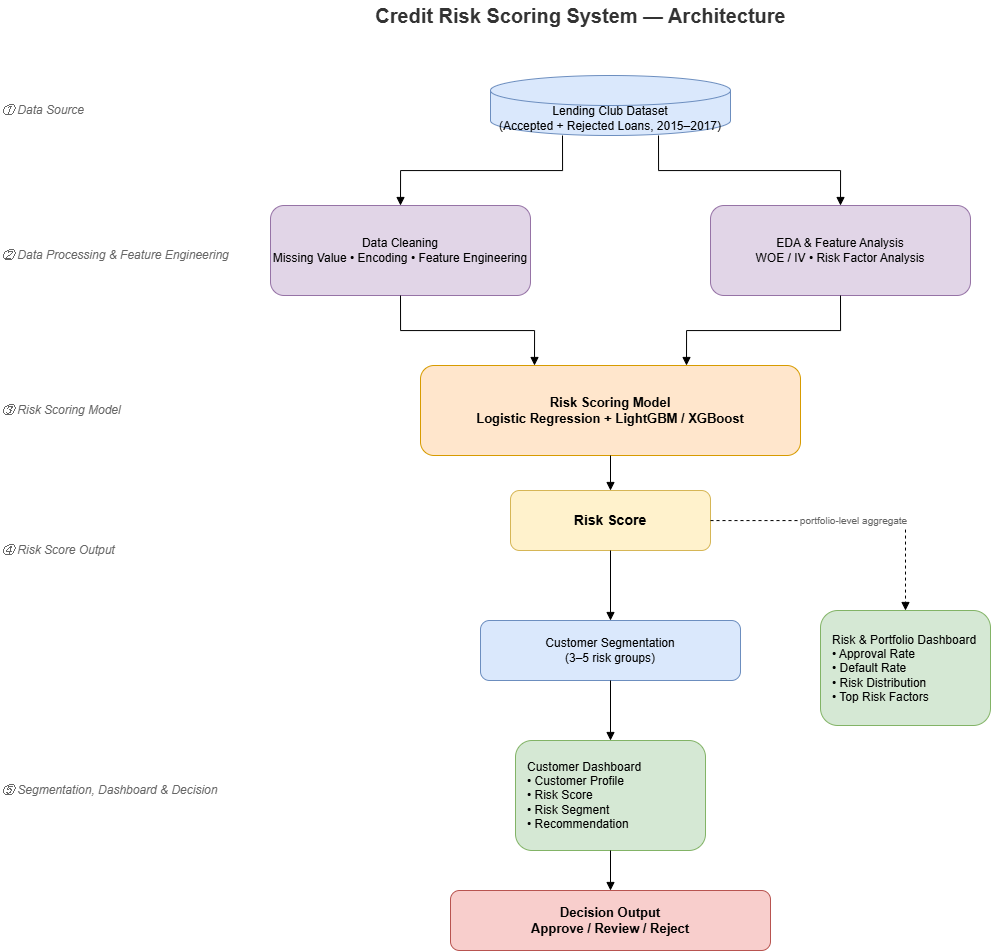 Credit Risk Scoring System — Architecture
① Data Source
Lending Club Dataset
(Accepted + Rejected Loans, 2015–2017)
② Data Processing & Feature Engineering
Data Cleaning
Missing Value • Encoding • Feature Engineering
EDA & Feature Analysis
WOE / IV • Risk Factor Analysis
③ Risk Scoring Model
Risk Scoring Model
Logistic Regression + LightGBM / XGBoost
Risk Score
portfolio-level aggregate
④ Risk Score Output
Customer Segmentation
(3–5 risk groups)
Risk & Portfolio Dashboard
• Approval Rate
• Default Rate
• Risk Distribution
• Top Risk Factors
⑤ Segmentation, Dashboard & Decision
Customer Dashboard
• Customer Profile
• Risk Score
• Risk Segment
• Recommendation
Decision Output
Approve / Review / Reject